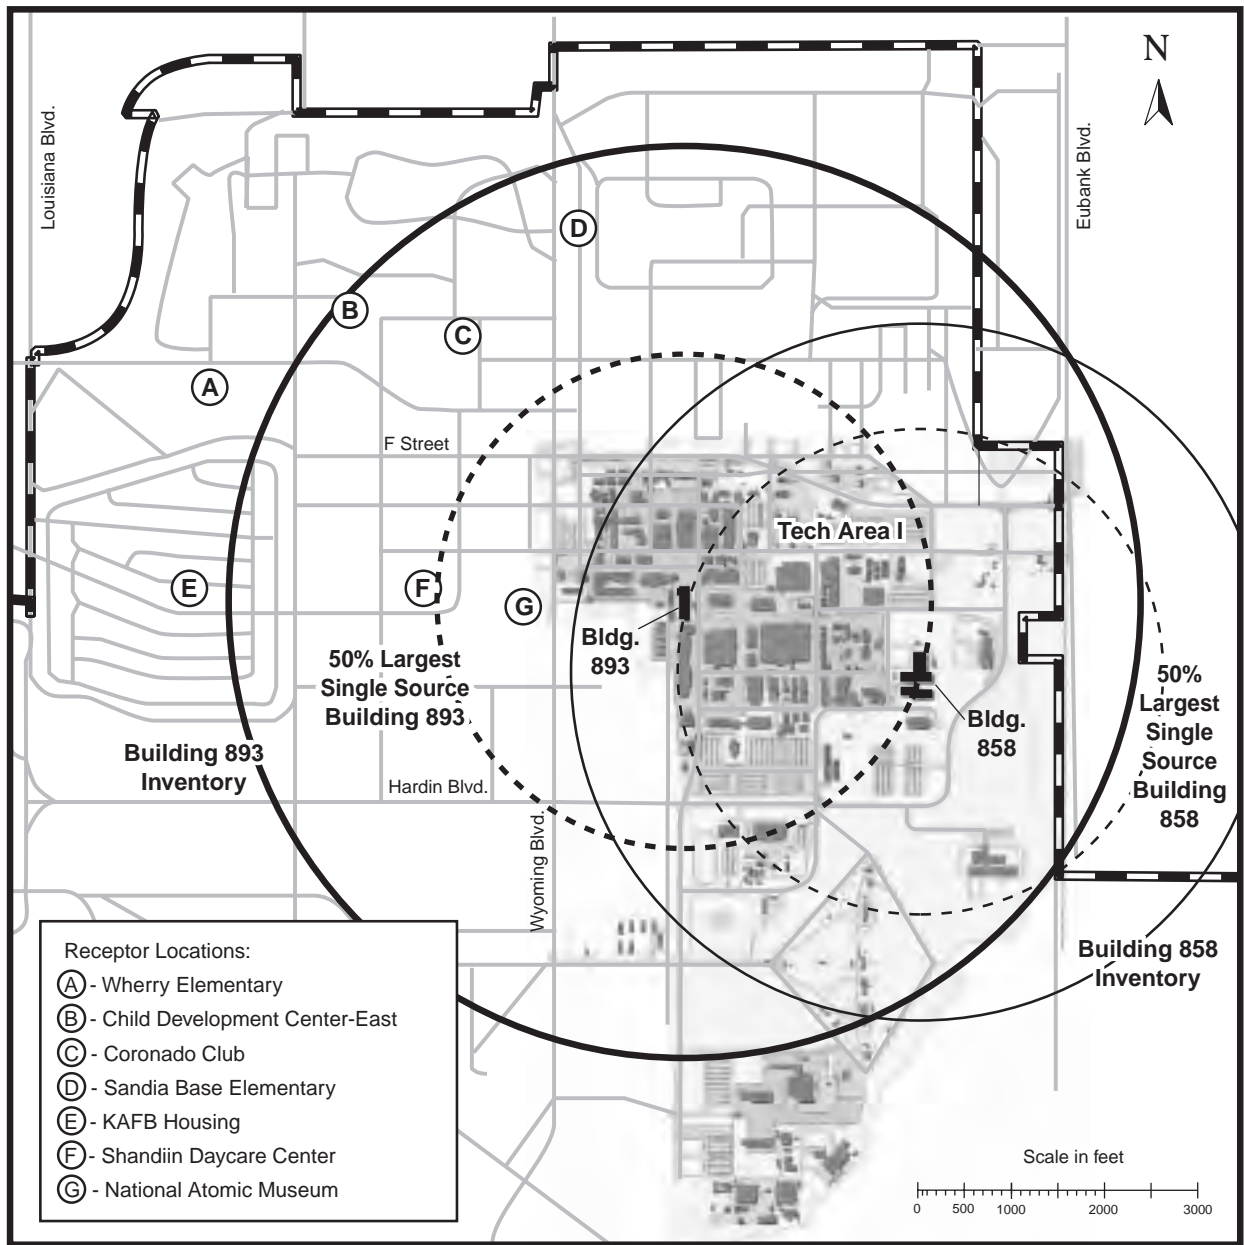 N
Louisiana Blvd.
Eubank Blvd.
D
B
C
A
F Street
Tech Area I
E
F
G
Bldg.
893
50% Largest
Single Source
Building 893
50%
Largest
Single
Source
Building
858
Bldg.
858
Building 893
Inventory
Hardin Blvd.
Wyoming Blvd.
Building 858
Inventory
Receptor Locations:
A - Wherry Elementary
B - Child Development Center-East
C - Coronado Club
D - Sandia Base Elementary
E - KAFB Housing
F - Shandiin Daycare Center
G - National Atomic Museum
Scale in feet
0 500 1000 2000 3000